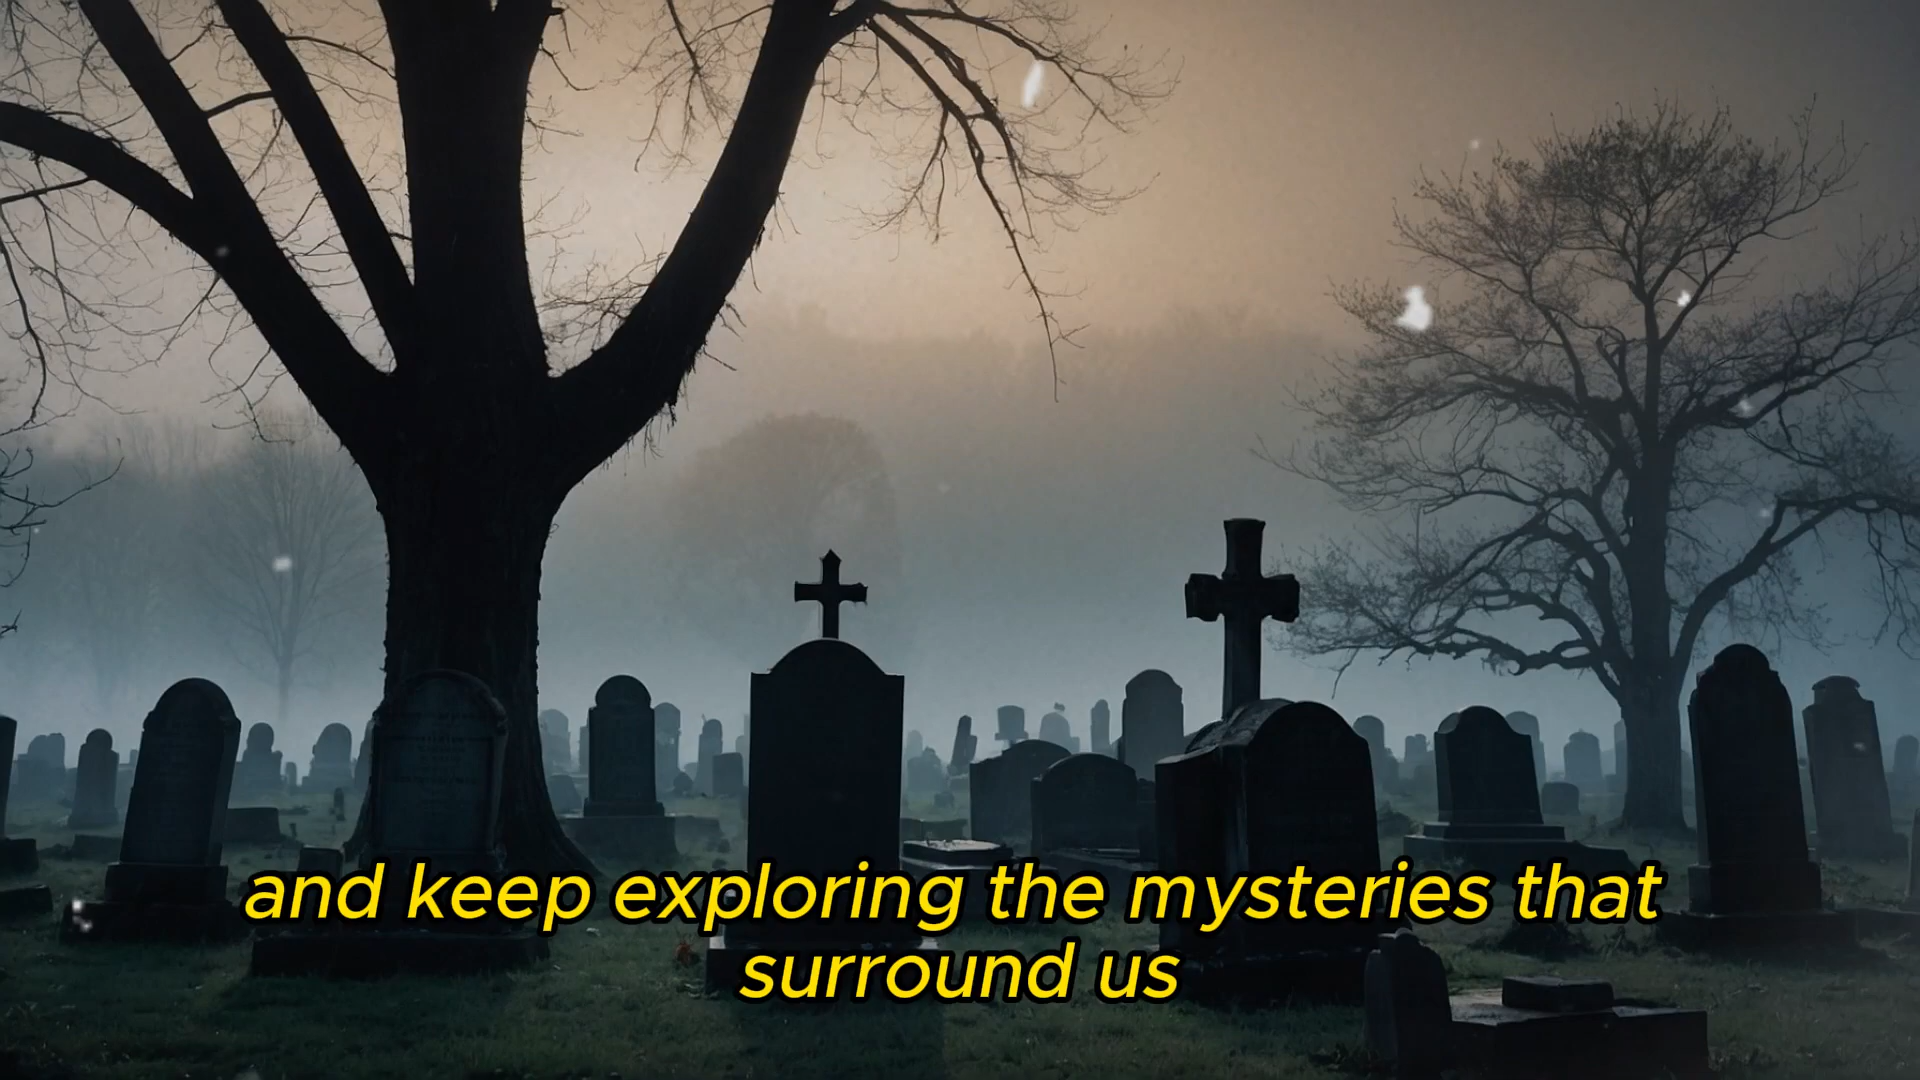 and keep exploring the mysteries that
surround us